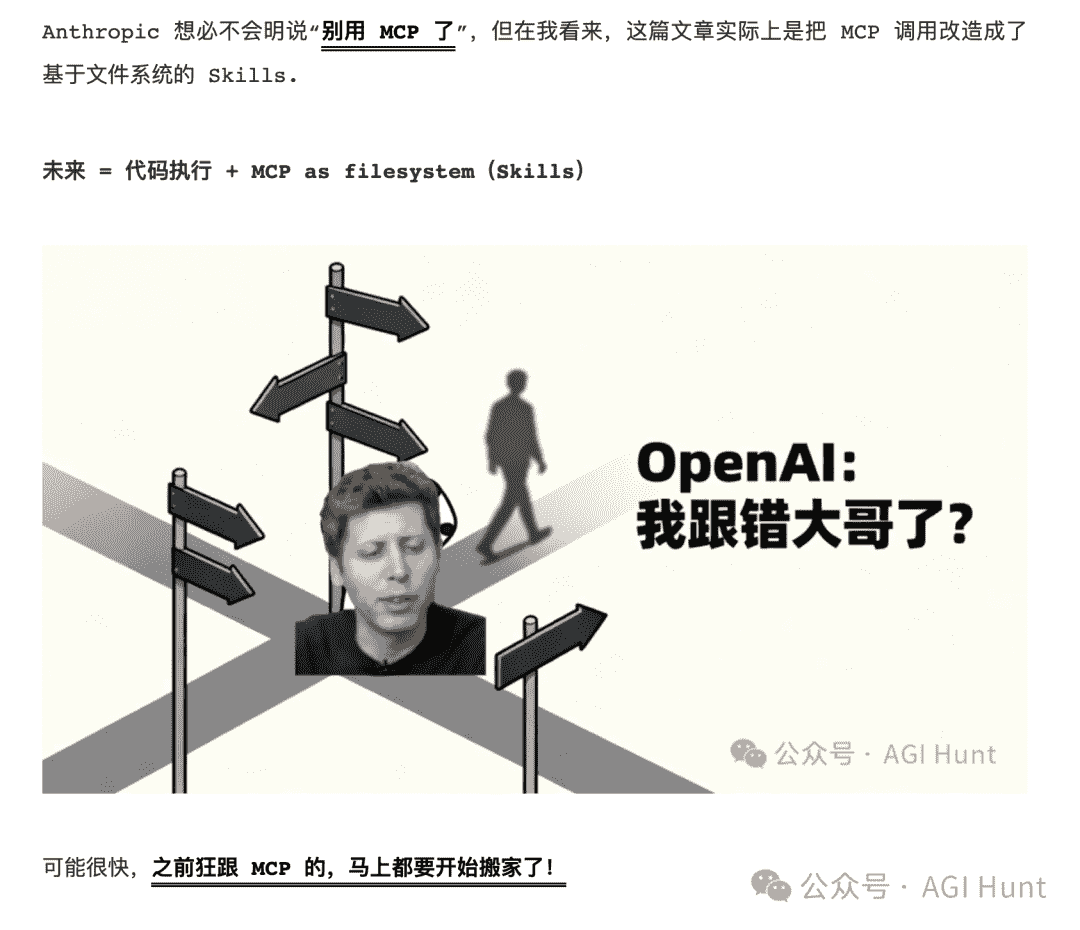 Anthropic 想必不会明说“别用 MCP 了”，但在我看来，这篇文章实际上是把 MCP 调用改造成了
基于文件系统的 Skills.
未来 = 代码执行 + MCP as filesystem（Skills）
OpenAI:
我跟错大哥了?
公众号 · AGI Hunt
可能很快，之前狂跟 MCP 的，马上都要开始搬家了！
公众号 · AGI Hunt